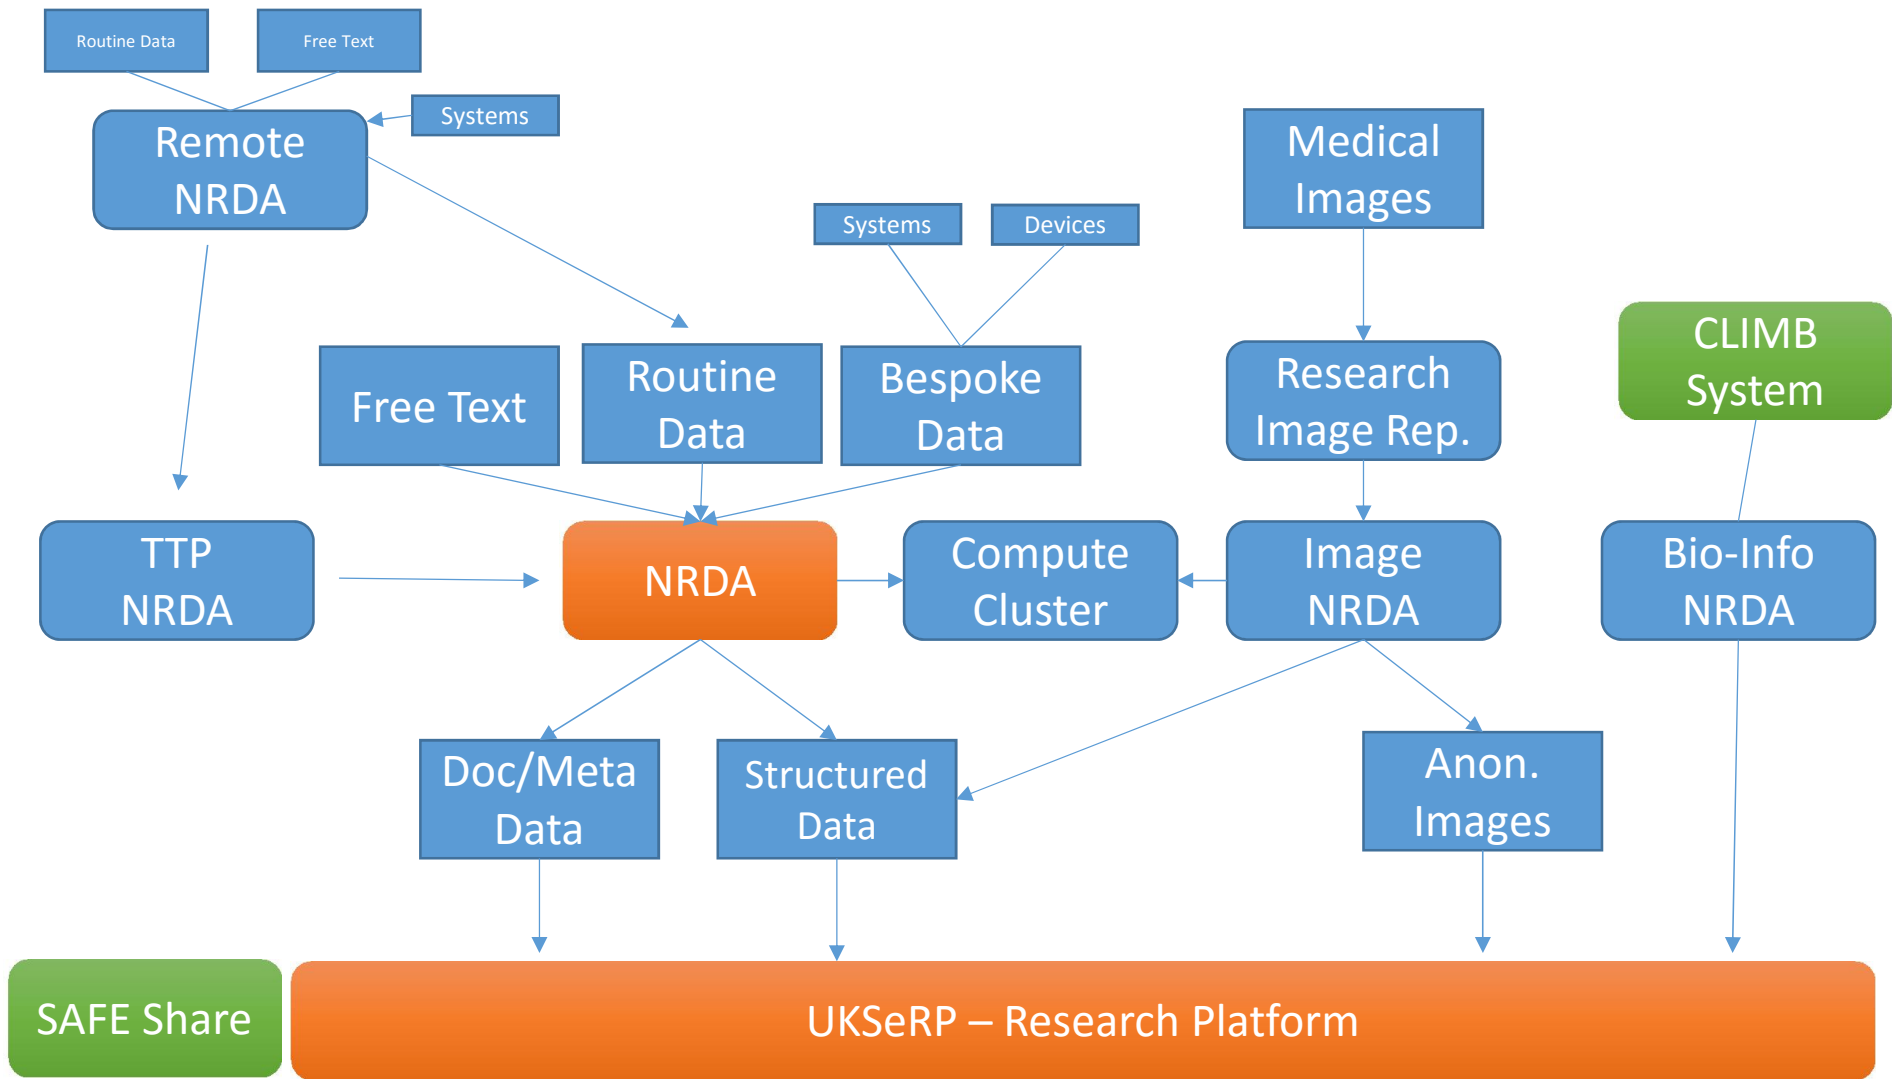 Routine Data
Free Text
Systems
Remote
NRDA
Medical
Images
Systems
Devices
CLIMB
System
Free Text
Routine
Data
Bespoke
Data
Research
Image Rep.
TTP
NRDA
NRDA
Compute
Cluster
Image
NRDA
Bio-Info
NRDA
Doc/Meta
Data
Structured
Data
Anon.
Images
SAFE Share
UKSeRP – Research Platform